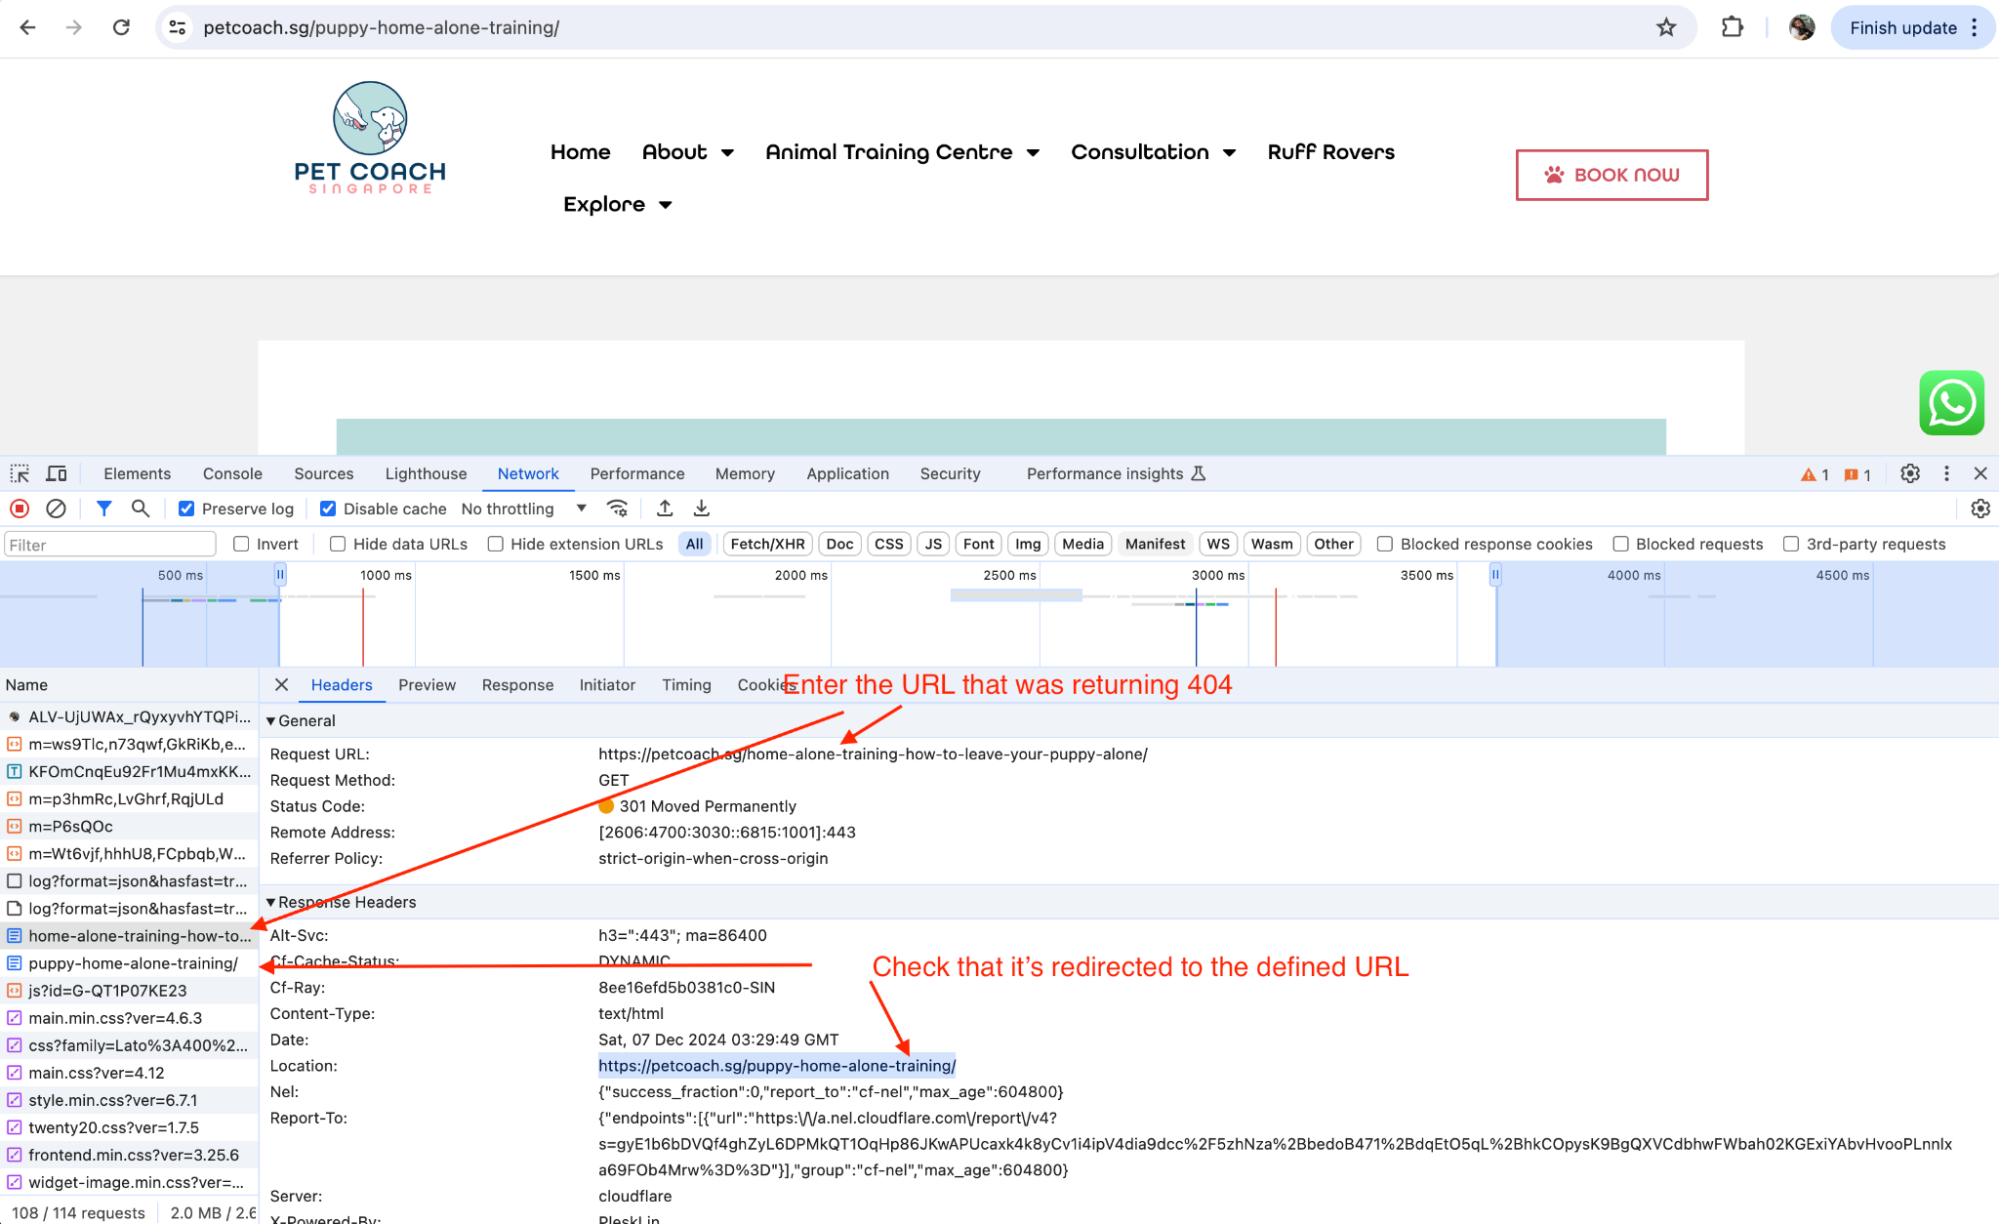 petcoach.sg/puppy-home-alone-training/
Finish update
PET COACH
SINGAPORE
Home About Animal Training Centre Consultation Ruff Rovers
Explore
BOOK NOW
Elements Console Sources Lighthouse Network Performance Memory Application Security Performance insights 1 1
Preserve log Disable cache No throttling
Filter Invert Hide data URLs Hide extension URLs All Fetch/XHR Doc CSS JS Font Img Media Manifest WS Wasm Other Blocked response cookies Blocked requests 3rd-party requests
500 ms 1000 ms 1500 ms 2000 ms 2500 ms 3000 ms 3500 ms 4000 ms 4500 ms
Name
ALV-UjUWAx_rQyxyvhYTQPi...
m=ws9Tlc,n73qwf,GkRiKb,e...
KFOmCnqEu92Fr1Mu4mxKK...
m=p3hmRc,LvGhrf,RqjULd
m=P6sQOc
m=Wt6vjf,hhhU8,FCpbqb,W...
log?format=json&hasfast=tr...
log?format=json&hasfast=tr...
home-alone-training-how-to...
puppy-home-alone-training/
js?id=G-QT1P07KE23
main.min.css?ver=4.6.3
css?family=Lato%3A400%2...
main.css?ver=4.12
style.min.css?ver=6.7.1
twenty20.css?ver=1.7.5
frontend.min.css?ver=3.25.6
widget-image.min.css?ver=...
108 / 114 requests 2.0 MB / 2.6
Headers Preview Response Initiator Timing Cookies
Enter the URL that was returning 404
General
Request URL: https://petcoach.sg/home-alone-training-how-to-leave-your-puppy-alone/
Request Method: GET
Status Code: 301 Moved Permanently
Remote Address: [2606:4700:3030::6815:1001]:443
Referrer Policy: strict-origin-when-cross-origin
Response Headers
Alt-Svc: h3=":443"; ma=86400
Cf-Cache-Status: DYNAMIC
Check that it’s redirected to the defined URL
Cf-Ray: 8ee16efd5b0381c0-SIN
Content-Type: text/html
Date: Sat, 07 Dec 2024 03:29:49 GMT
Location: https://petcoach.sg/puppy-home-alone-training/
Nel: {"success_fraction":0,"report_to":"cf-nel","max_age":604800}
Report-To: {"endpoints":[{"url":"https:\/\/a.nel.cloudflare.com\/report\/v4?
s=gyE1b6bDVQf4ghZyL6DPMkQT1OqHp86JKwAPUcaxk4k8yCv1i4ipV4dia9dcc%2F5zhNza%2BbedoB471%2BdqEtO5qL%2BhkCOpysK9BgQXVCdbhwFWbah02KGExiYAbvHvooPLnnlx
a69FOb4Mrw%3D%3D"}],"group":"cf-nel","max_age":604800}
Server: cloudflare
X-Powered-By: PleskLin